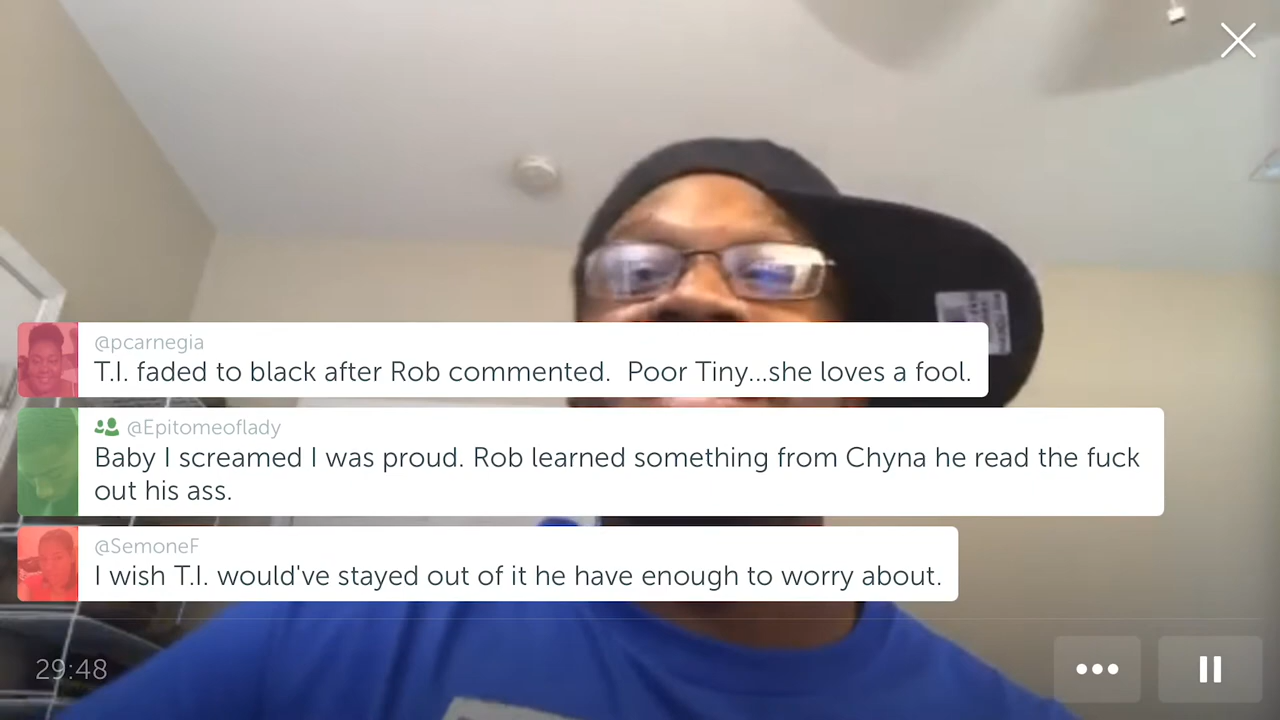 @pcarnegia
T.I. faded to black after Rob commented.  Poor Tiny...she loves a fool.
@Epitomeoflady
Baby I screamed I was proud. Rob learned something from Chyna he read the fuck
out his ass.
@SemoneF
I wish T.I. would've stayed out of it he have enough to worry about.
29:48